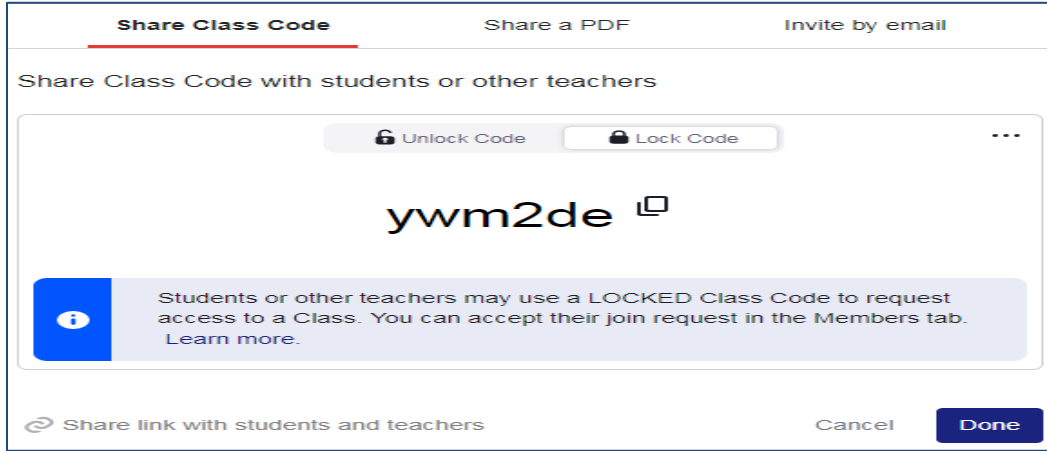 Share Class Code Share a PDF Invite by email
Share Class Code with students or other teachers
Unlock Code Lock Code
ywm2de
Students or other teachers may use a LOCKED Class Code to request
access to a Class. You can accept their join request in the Members tab.
Learn more.
Share link with students and teachers Cancel Done